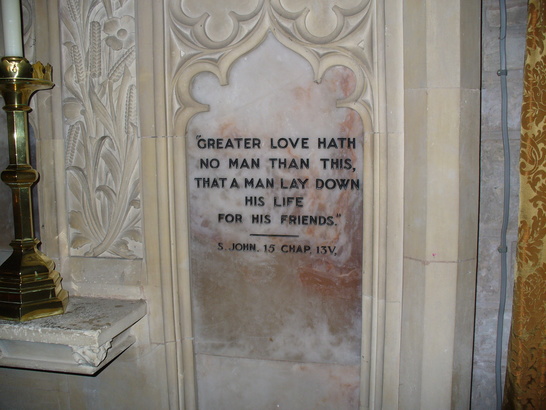 "GREATER LOVE HATH
NO MAN THAN THIS,
THAT A MAN LAY DOWN
HIS LIFE
FOR HIS FRIENDS."
S. JOHN. 15 CHAP. 13V.